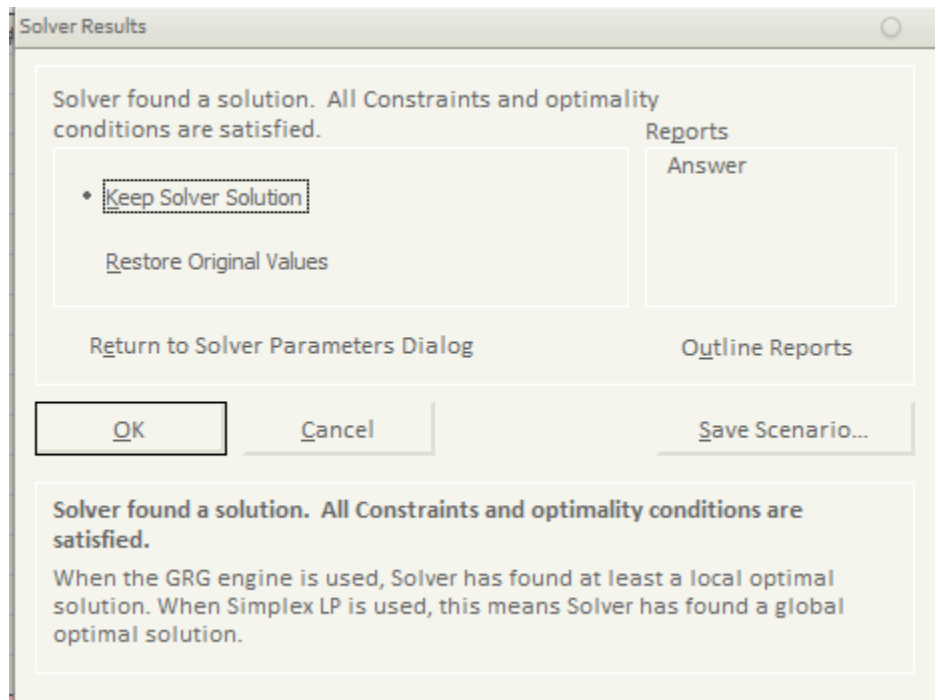 Solver Results
Solver found a solution. All Constraints and optimality
conditions are satisfied.
Reports
Answer
Keep Solver Solution
Restore Original Values
Return to Solver Parameters Dialog
Outline Reports
OK
Cancel
Save Scenario...
Solver found a solution. All Constraints and optimality conditions are
satisfied.
When the GRG engine is used, Solver has found at least a local optimal
solution. When Simplex LP is used, this means Solver has found a global
optimal solution.